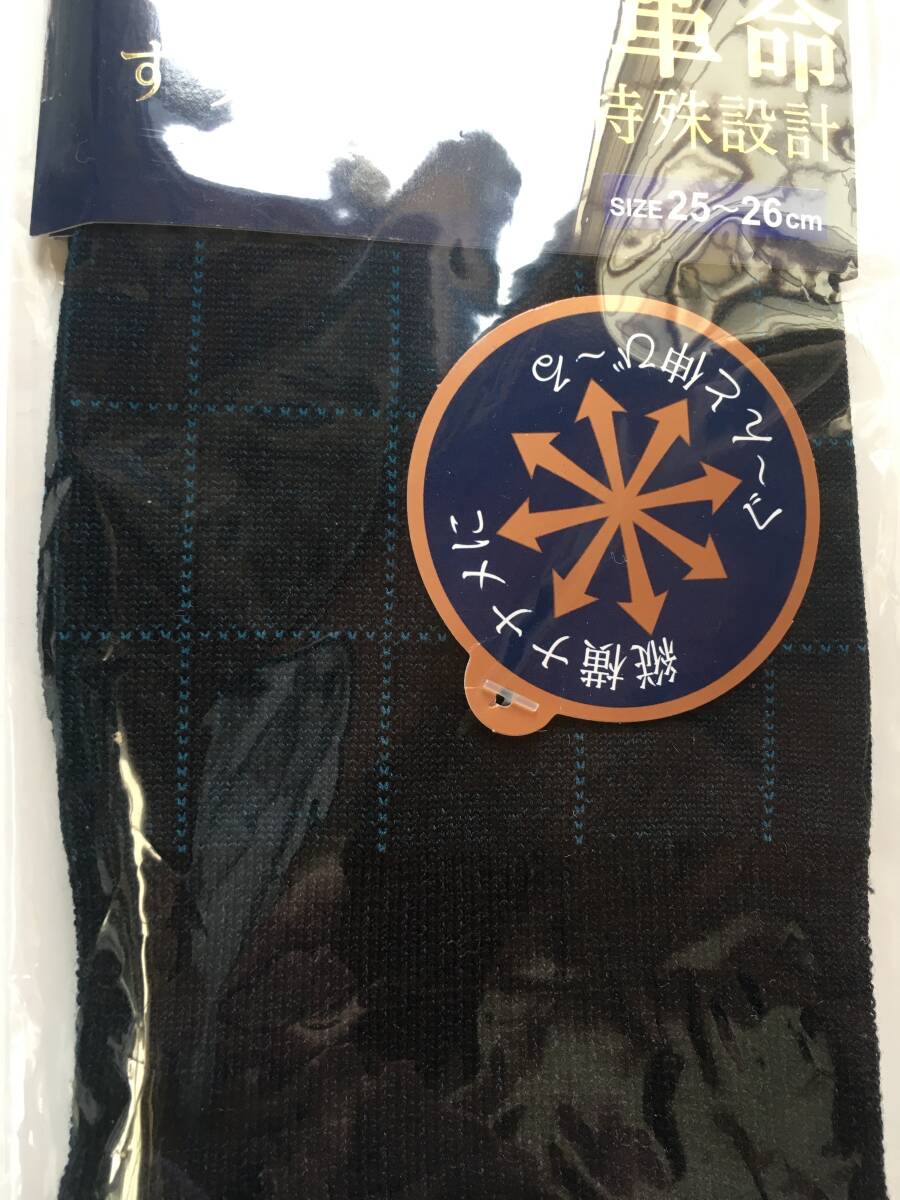 革命
す
特殊設計
SIZE 25~26cm
縦横ナナメに
グ~ンと伸び~る